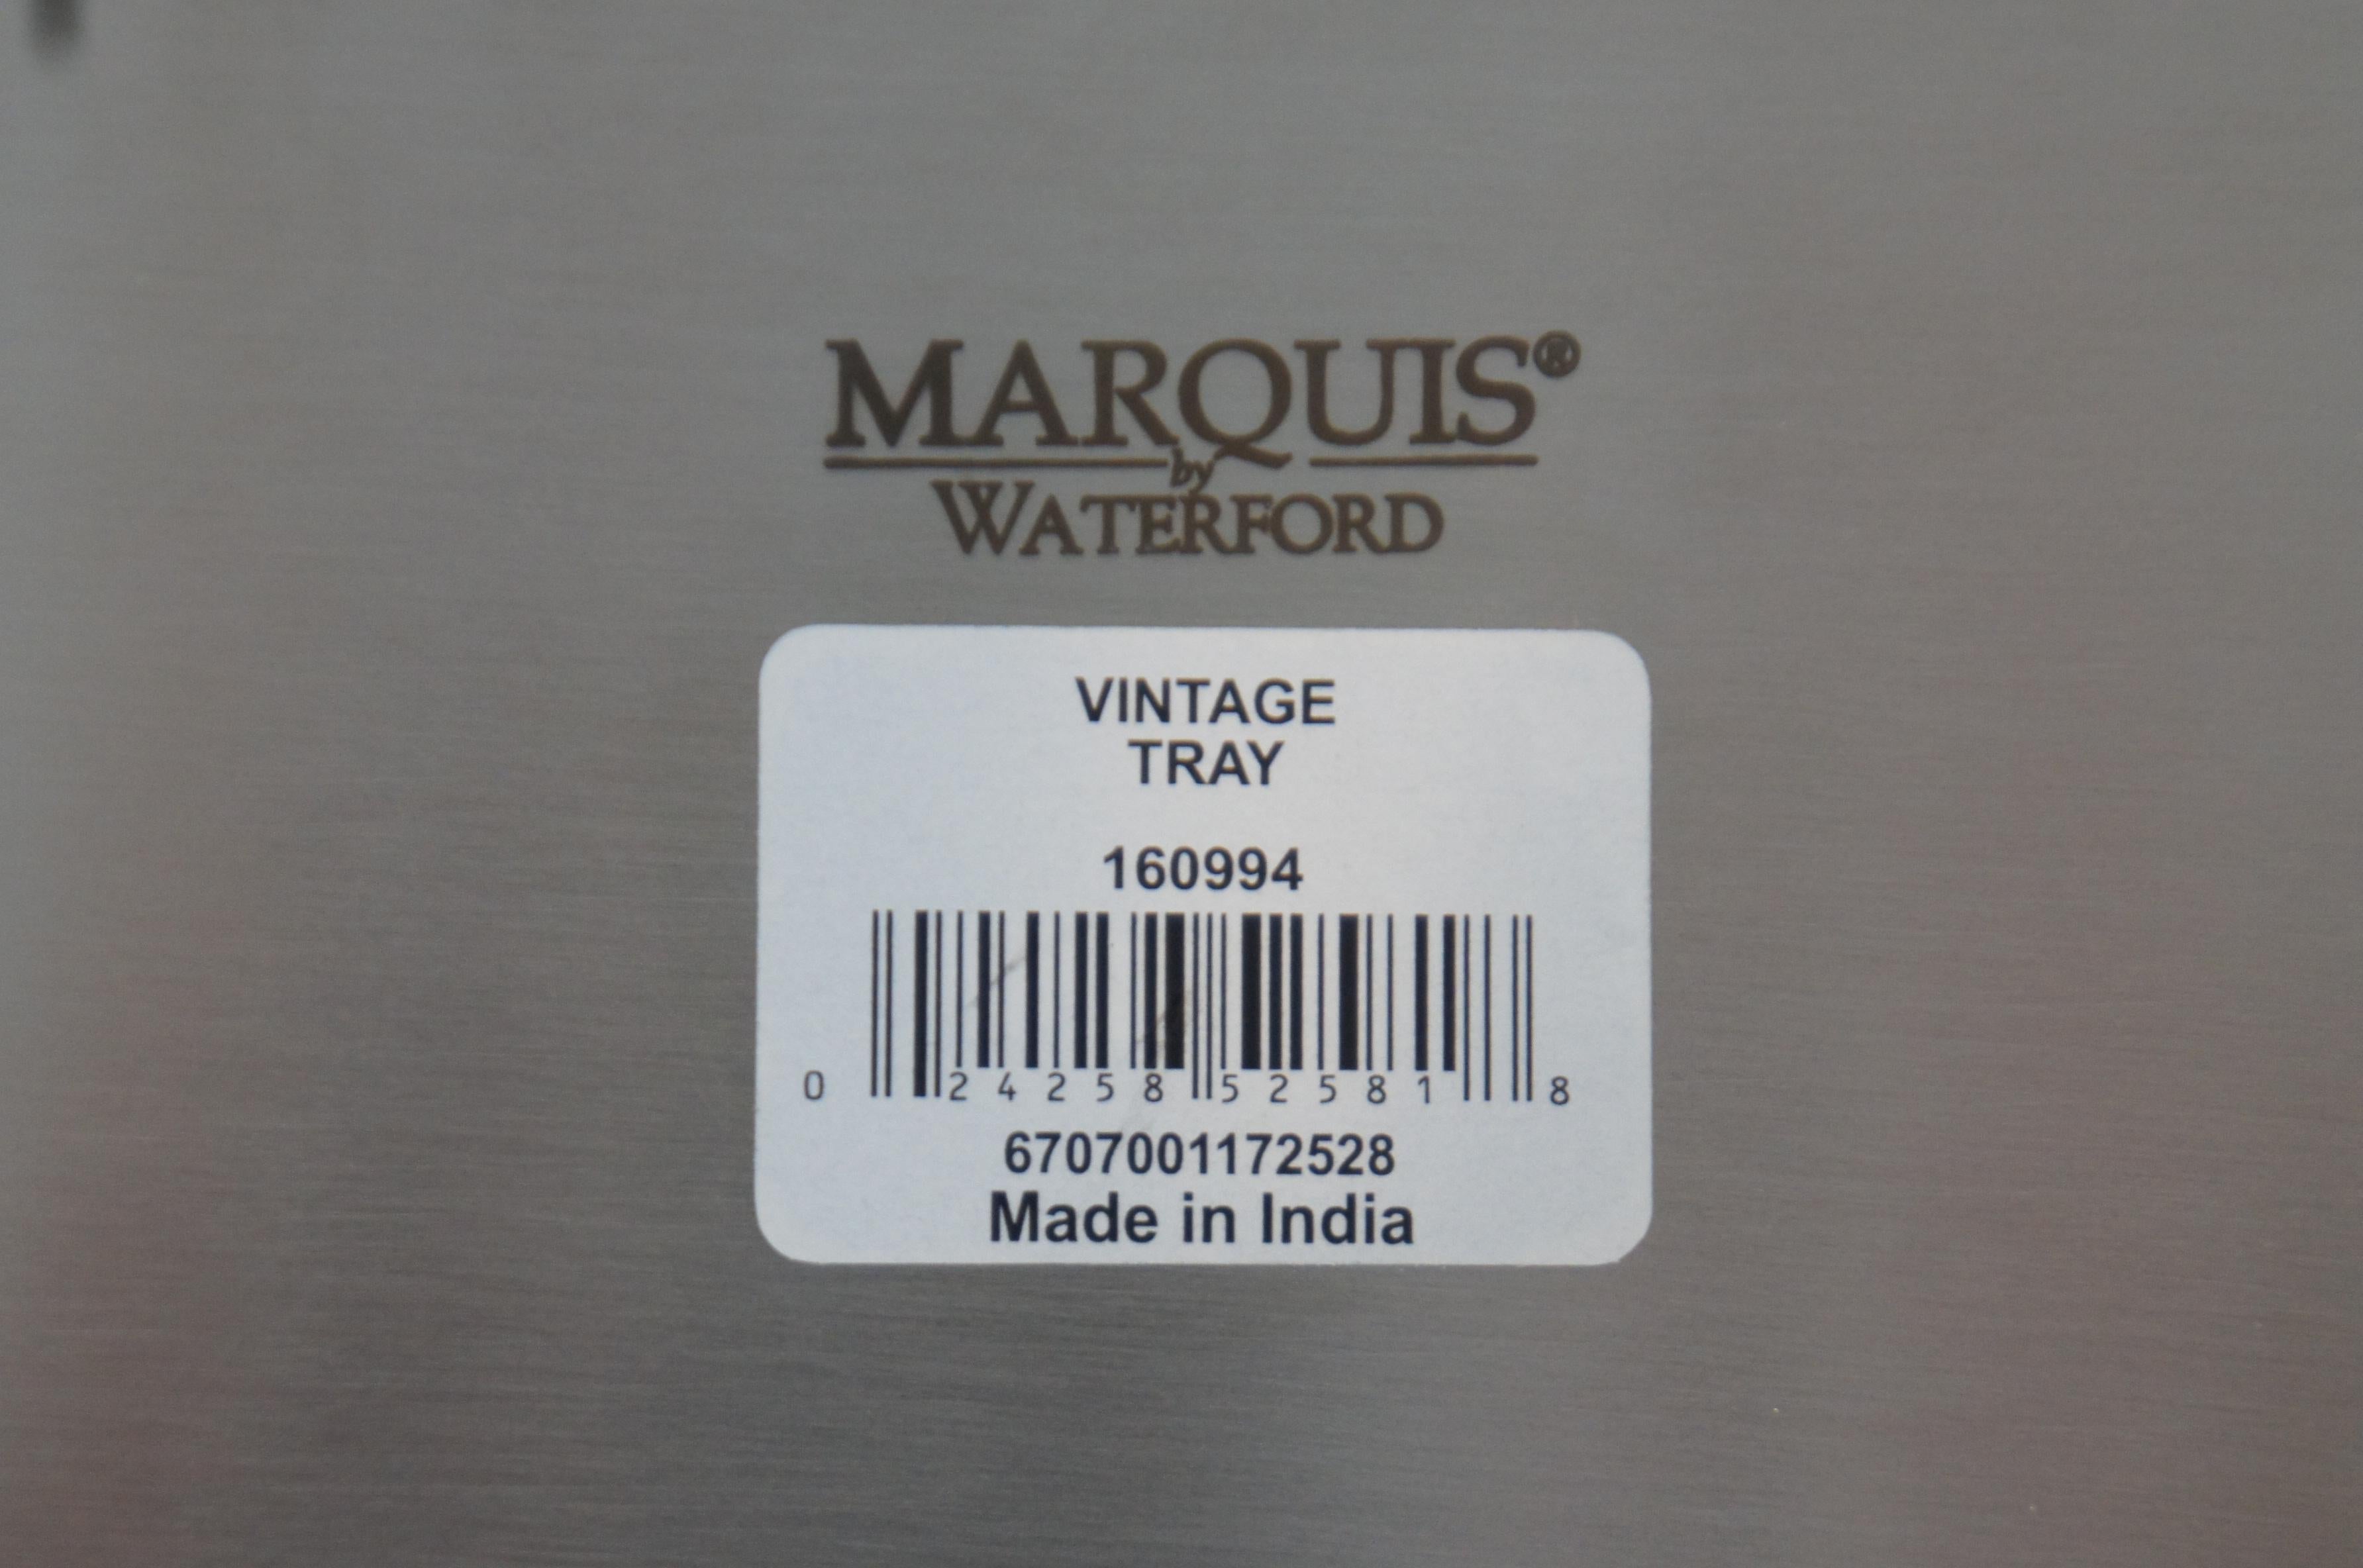 MARQUIS®
by
WATERFORD
VINTAGE
TRAY
160994
0 24258 52581 8
6707001172528
Made in India